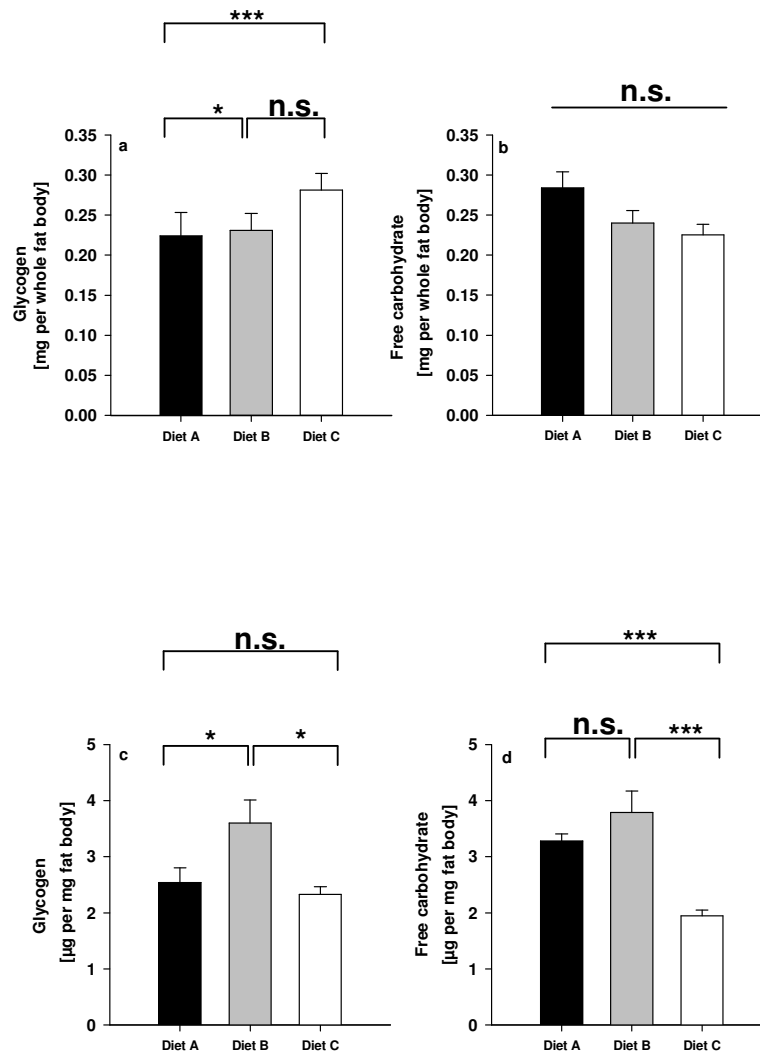 ***
* n.s.
n.s.
a
b
0.35
0.30
0.25
0.20
0.15
0.10
0.05
0.00
Glycogen
[mg per whole fat body]
Diet A Diet B Diet C
0.35
0.30
0.25
0.20
0.15
0.10
0.05
0.00
Free carbohydrate
[mg per whole fat body]
Diet A Diet B Diet C
n.s.
* *
c
5
4
3
2
1
0
Glycogen
[µg per mg fat body]
Diet A Diet B Diet C
***
n.s. ***
d
5
4
3
2
1
0
Free carbohydrate
[µg per mg fat body]
Diet A Diet B Diet C